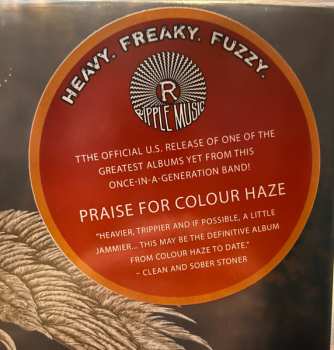 HEAVY. FREAKY. FUZZY.
R
RIPPLE MUSIC
TTHE OFFICIAL U.S. RELEASE OF ONE OF THE
GREATEST ALBUMS YET FROM THIS
ONCE-IN-A-GENERATION BAND!
PRAISE FOR COLOUR HAZE
"HEAVIER, TRIPPIER AND IF POSSIBLE, A LITTLE
JAMMIER... THIS MAY BE THE DEFINITIVE ALBUM
FROM COLOUR HAZE TO DATE."
– CLEAN AND SOBER STONER